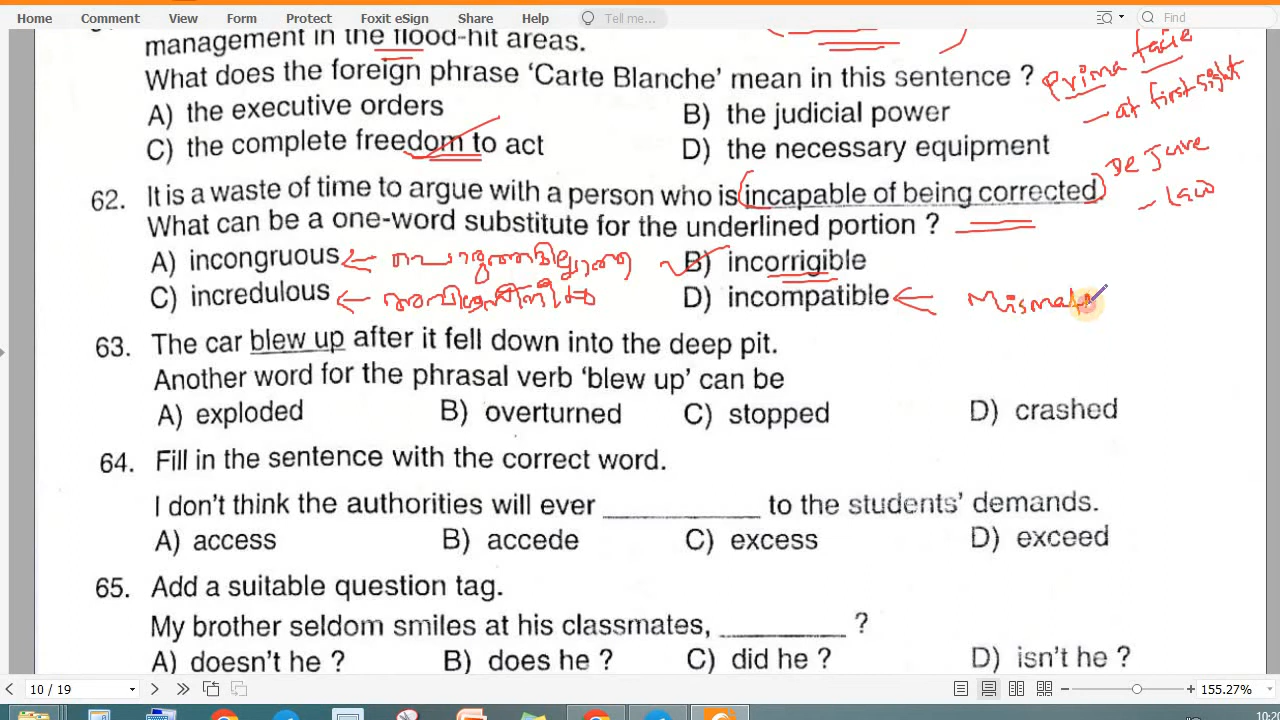 Home Comment View Form Protect Foxit eSign Share Help Tell me... Find
management in the flood-hit areas.
What does the foreign phrase ‘Carte Blanche’ mean in this sentence ?
A) the executive orders B) the judicial power
C) the complete freedom to act D) the necessary equipment
Prima facie
- at first sight
De Jure
- law
62. It is a waste of time to argue with a person who is incapable of being corrected
What can be a one-word substitute for the underlined portion ?
A) incongruous B) incorrigible
C) incredulous D) incompatible
63. The car blew up after it fell down into the deep pit.
Another word for the phrasal verb ‘blew up’ can be
A) exploded B) overturned C) stopped D) crashed
64. Fill in the sentence with the correct word.
I don’t think the authorities will ever ____________ to the students’ demands.
A) access B) accede C) excess D) exceed
65. Add a suitable question tag.
My brother seldom smiles at his classmates, __________ ?
A) doesn’t he ? B) does he ? C) did he ? D) isn’t he ?
10 / 19 155.27%